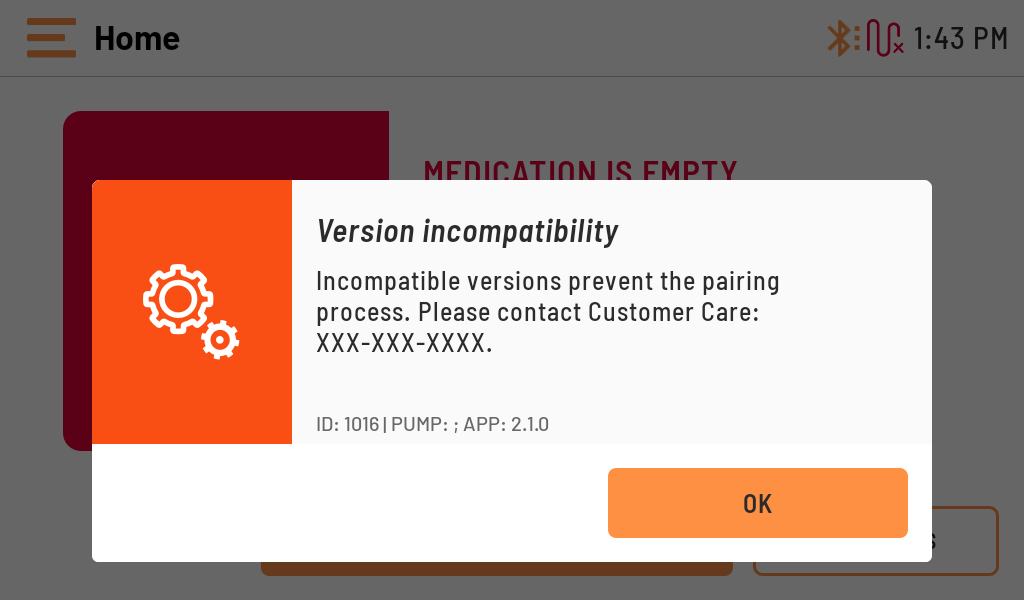 Home
1:43 PM
MEDICATION IS EMPTY
Version incompatibility
Incompatible versions prevent the pairing
process. Please contact Customer Care:
XXX-XXX-XXXX.
ID: 1016 | PUMP: ; APP: 2.1.0
OK